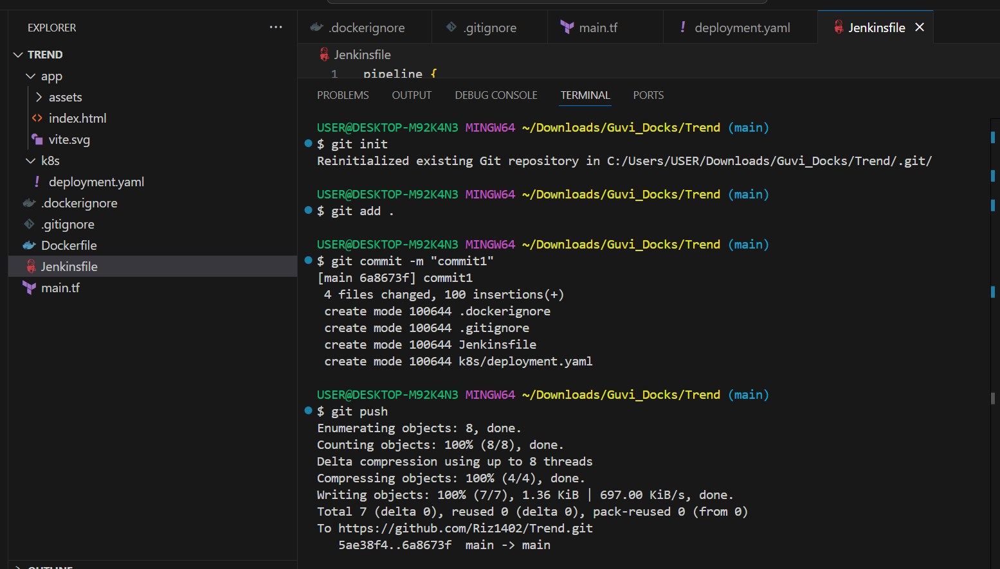 EXPLORER
TREND
app
assets
index.html
vite.svg
k8s
deployment.yaml
.dockerignore
.gitignore
Dockerfile
Jenkinsfile
main.tf
OUTLINE
.dockerignore
.gitignore
main.tf
deployment.yaml
Jenkinsfile
Jenkinsfile
1 pipeline {
PROBLEMS OUTPUT DEBUG CONSOLE TERMINAL PORTS
USER@DESKTOP-M92K4N3 MINGW64 ~/Downloads/Guvi_Docks/Trend (main)
$ git init
Reinitialized existing Git repository in C:/Users/USER/Downloads/Guvi_Docks/Trend/.git/
USER@DESKTOP-M92K4N3 MINGW64 ~/Downloads/Guvi_Docks/Trend (main)
$ git add .
USER@DESKTOP-M92K4N3 MINGW64 ~/Downloads/Guvi_Docks/Trend (main)
$ git commit -m "commit1"
[main 6a8673f] commit1
4 files changed, 100 insertions(+)
create mode 100644 .dockerignore
create mode 100644 .gitignore
create mode 100644 Jenkinsfile
create mode 100644 k8s/deployment.yaml
USER@DESKTOP-M92K4N3 MINGW64 ~/Downloads/Guvi_Docks/Trend (main)
$ git push
Enumerating objects: 8, done.
Counting objects: 100% (8/8), done.
Delta compression using up to 8 threads
Compressing objects: 100% (4/4), done.
Writing objects: 100% (7/7), 1.36 KiB | 697.00 KiB/s, done.
Total 7 (delta 0), reused 0 (delta 0), pack-reused 0 (from 0)
To https://github.com/Riz1402/Trend.git
5ae38f4..6a8673f main -> main